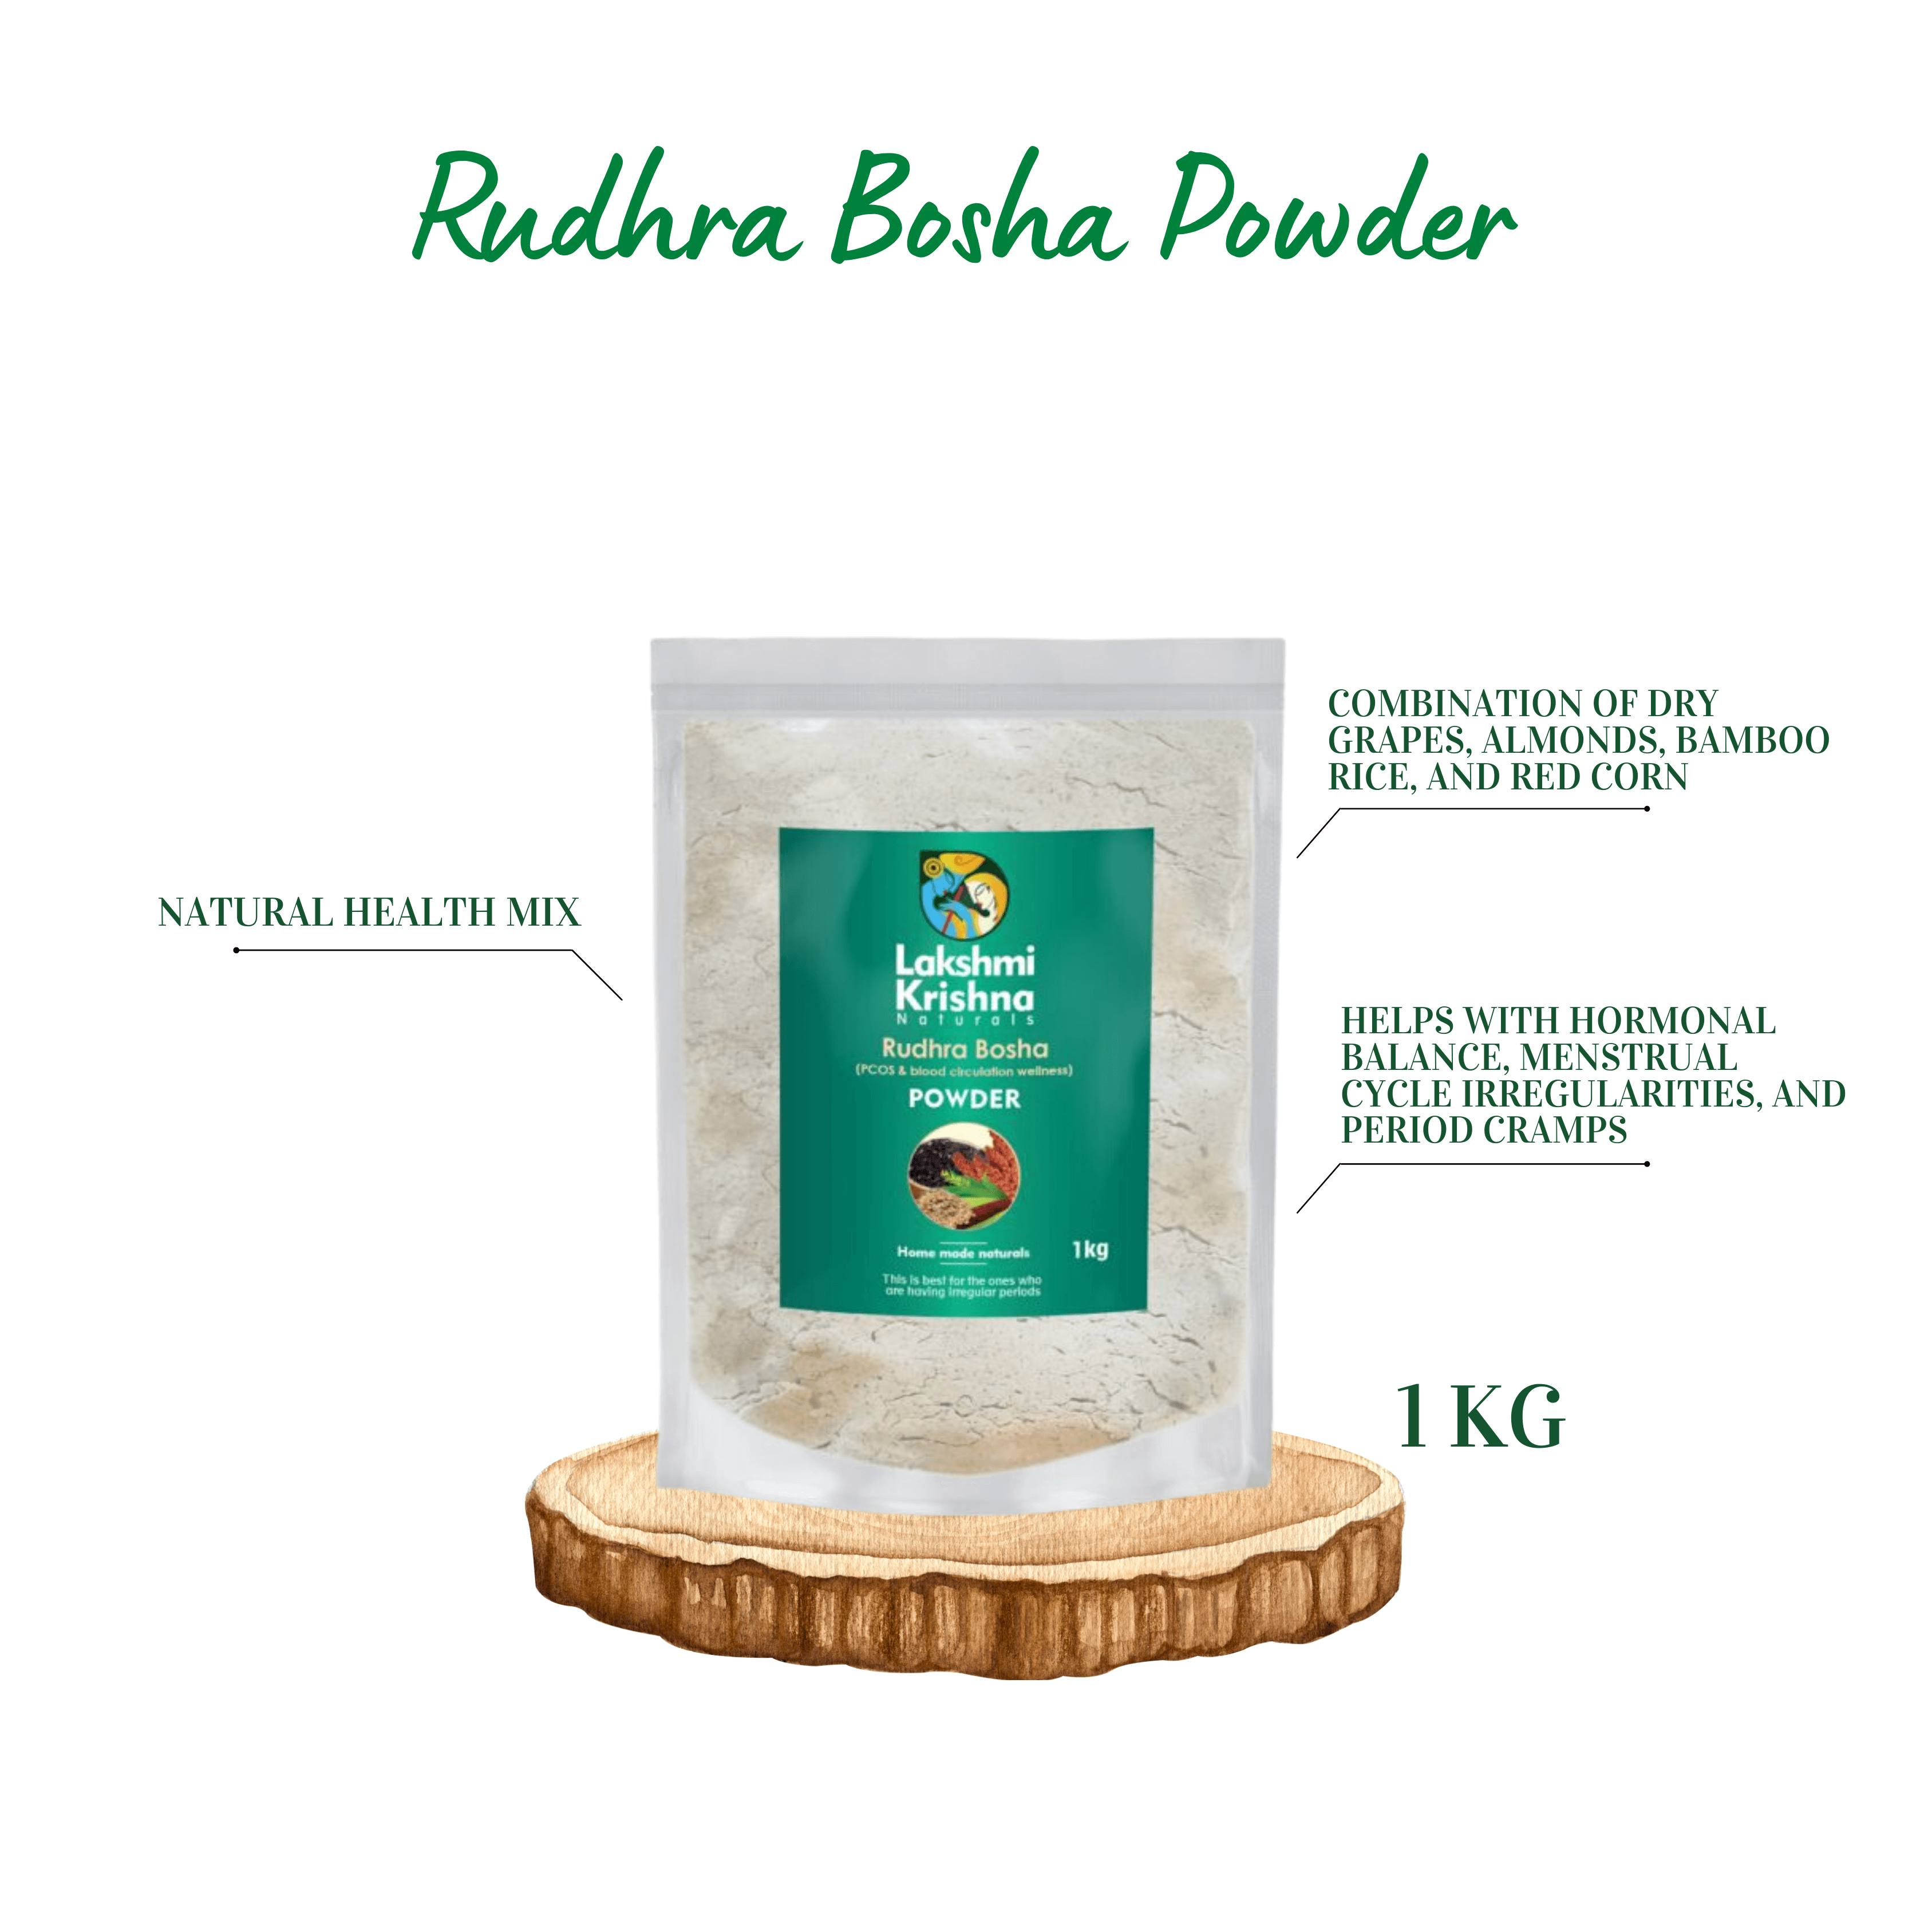 Rudhra Bosha Powder
COMBINATION OF DRY
GRAPES, ALMONDS, BAMBOO
RICE, AND RED CORN
NATURAL HEALTH MIX
Lakshmi
Krishna
Naturals
Rudhra Bosha
(PCOS & blood circulation wellness)
POWDER
Home made naturals
1kg
This is best for the ones who
are having irregular periods
HELPS WITH HORMONAL
BALANCE, MENSTRUAL
CYCLE IRREGULARITIES, AND
PERIOD CRAMPS
1 KG